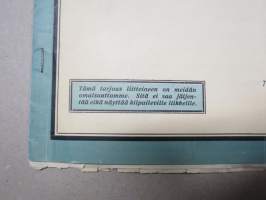 Tämä tarjous liitteineen on meidän
omaisuuttamme. Sitä ei saa jäljen-
tää eikä näyttää kilpaileville liikkeille.